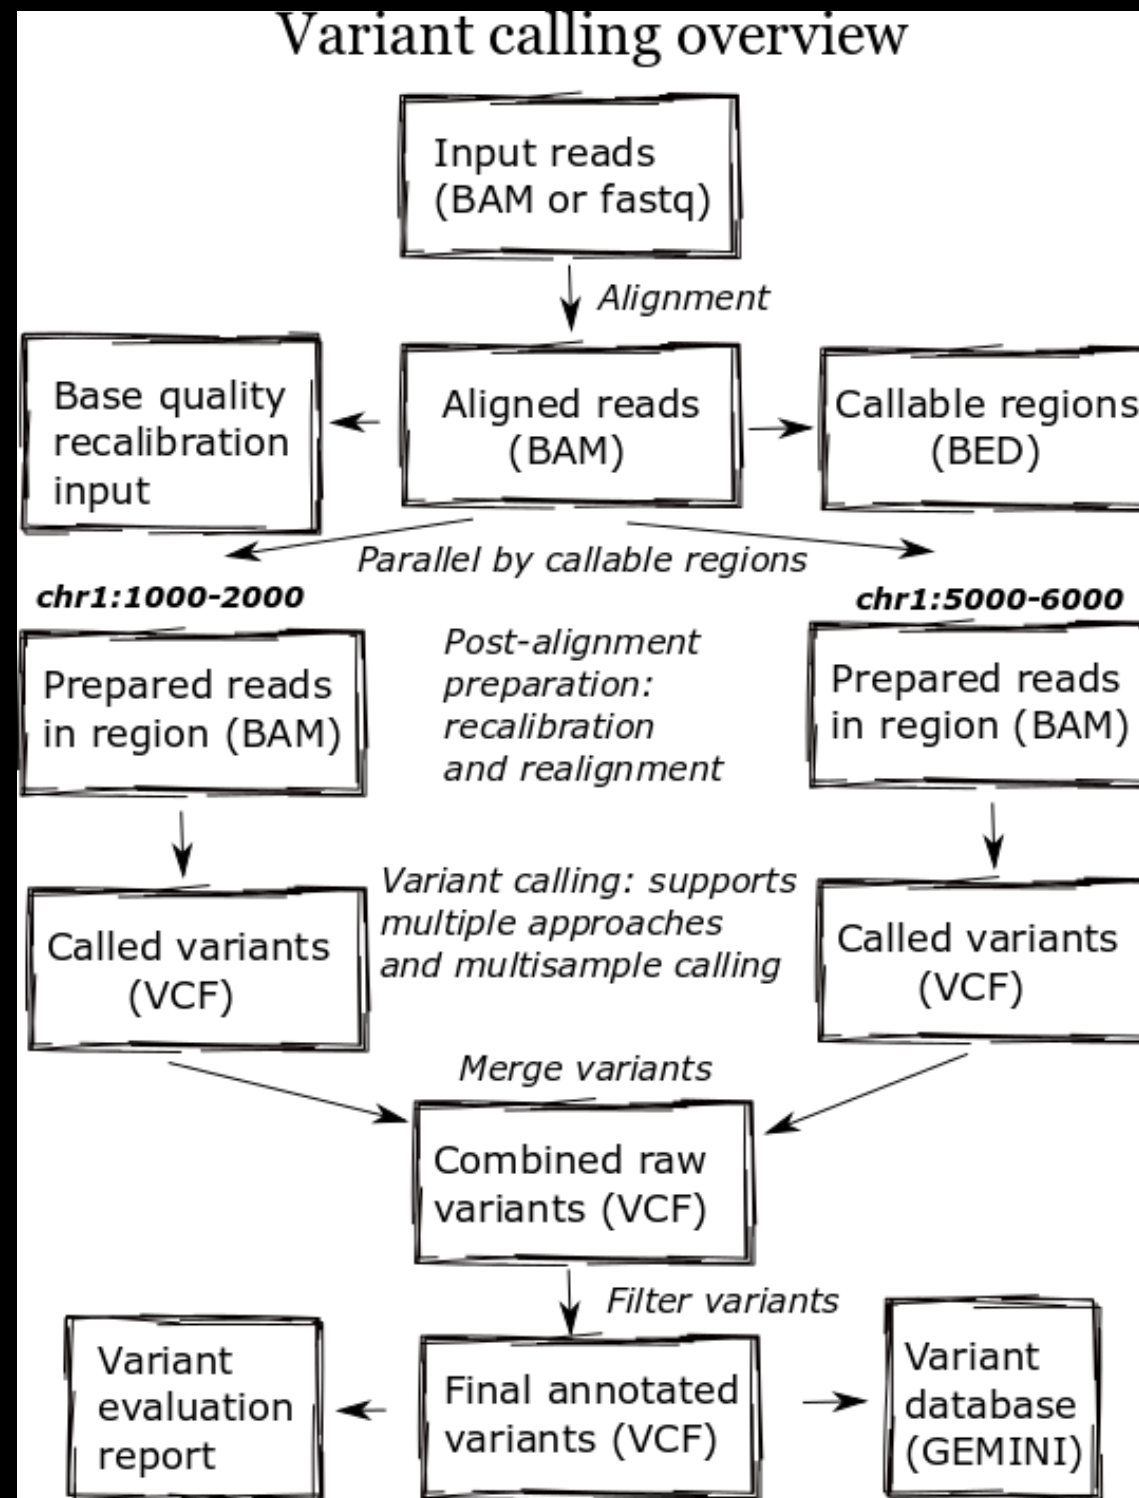 Variant calling overview
Input reads
(BAM or fastq)
Alignment
Base quality
recalibration
input
Aligned reads
(BAM)
Callable regions
(BED)
Parallel by callable regions
chr1:1000-2000
chr1:5000-6000
Prepared reads
in region (BAM)
Post-alignment
preparation:
recalibration
and realignment
Prepared reads
in region (BAM)
Called variants
(VCF)
Variant calling: supports
multiple approaches
and multisample calling
Called variants
(VCF)
Merge variants
Combined raw
variants (VCF)
Filter variants
Variant
evaluation
report
Final annotated
variants (VCF)
Variant
database
(GEMINI)